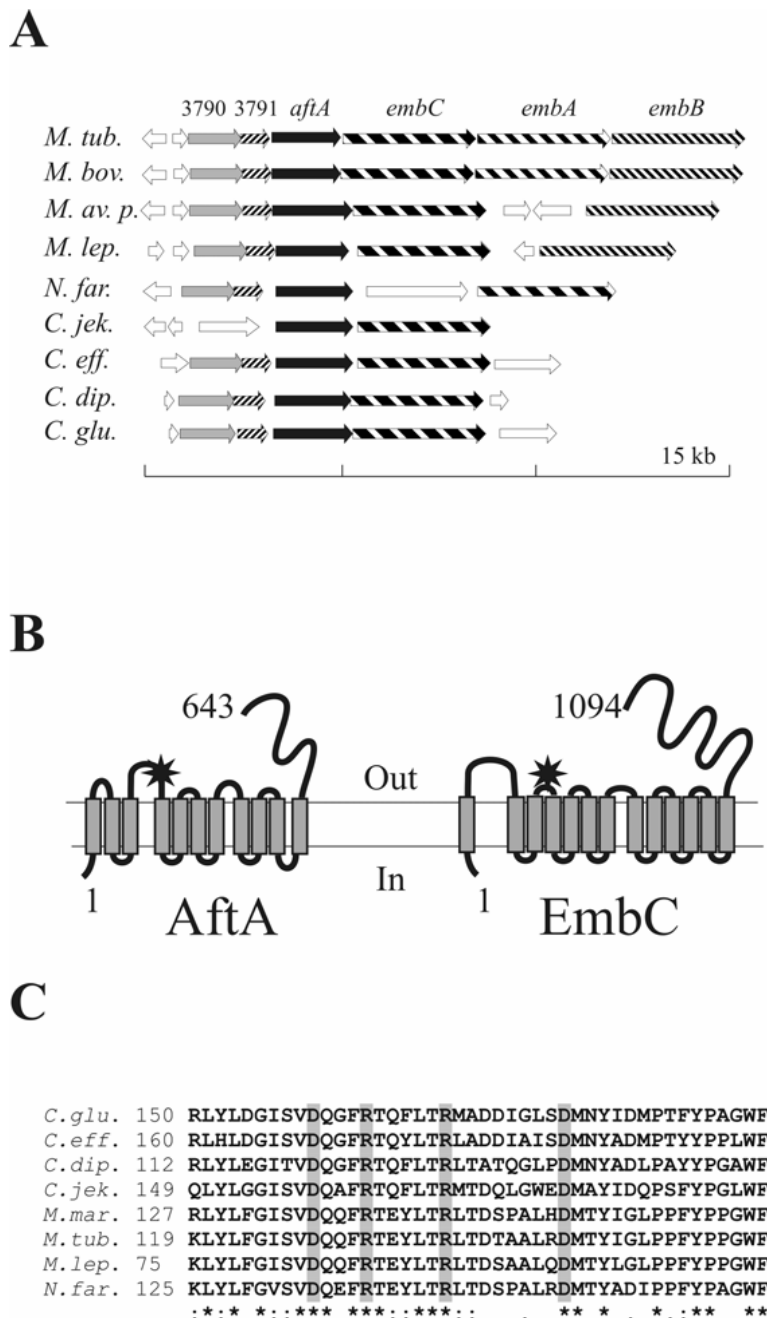 A
3790 3791 aftA embC embA embB
M. tub.
M. bov.
M. av. p.
M. lep.
N. far.
C. jek.
C. eff.
C. dip.
C. glu.
15 kb
B
643 1094
Out
In
1 1
AftA EmbC
C
C.glu. 150 RLYLDGISVDQGFRTQFLTRMADDIGLSDMNYIDMPTFYPAGWF
C.eff. 160 RLHLDGISVDQGFRTQYLTRLADDIAISDMNYADMPTYYPPLWF
C.dip. 112 RLYLEGITVDQGFRTQFLTRLTATQGLPDMNYADLPAYYPGAWF
C.jek. 149 QLYLGGISVDQAFRTQFLTRMTDQLGWEDMAYIDQPSFYPGLWF
M.mar. 127 RLYLFGISVDQQFRTEYLTRLTDSPALHDMTYIGLPPFYPPGWF
M.tub. 119 KLYLFGISVDQQFRTEYLTRLTDTAALRDMTYIGLPPFYPPGWF
M.lep. 75 KLYLFGISVDQQFRTEYLTRLTDSAALQDMTYLGLPPFYPPGWF
N.far. 125 KLYLFGVSVDQEFRTEYLTRLTDSPALRDMTYADIPPFYPPGWF
:*.* *::*** ***::***:: ** * * :** **